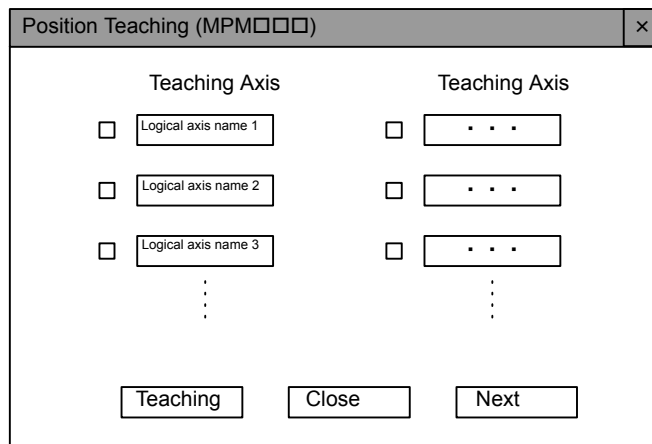 Position Teaching (MPM□□□) ×
Teaching Axis Teaching Axis
Logical axis name 1 · · ·
Logical axis name 2 · · ·
Logical axis name 3 · · ·
Teaching Close Next